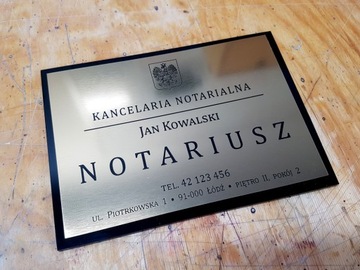 KANCELARIA NOTARIALNA
JAN KOWALSKI
NOTARIUSZ
TEL. 42 123 456
UL. PIOTRKOWSKA 1 • 91-000 ŁÓDŹ • PIĘTRO II, POKÓJ 2